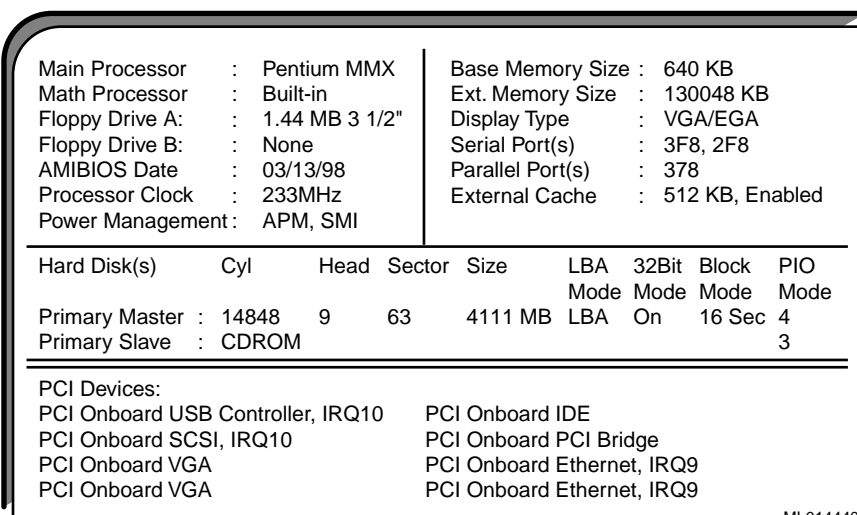 Main Processor : Pentium MMX
Math Processor : Built-in
Floppy Drive A: : 1.44 MB 3 1/2"
Floppy Drive B: : None
AMIBIOS Date : 03/13/98
Processor Clock : 233MHz
Power Management : APM, SMI
Base Memory Size : 640 KB
Ext. Memory Size : 130048 KB
Display Type : VGA/EGA
Serial Port(s) : 3F8, 2F8
Parallel Port(s) : 378
External Cache : 512 KB, Enabled
Hard Disk(s) Cyl Head Sector Size LBA 32Bit Block PIO
Mode Mode Mode Mode
Primary Master : 14848 9 63 4111 MB LBA On 16 Sec 4
Primary Slave : CDROM 3
PCI Devices:
PCI Onboard USB Controller, IRQ10 PCI Onboard IDE
PCI Onboard SCSI, IRQ10 PCI Onboard PCI Bridge
PCI Onboard VGA PCI Onboard Ethernet, IRQ9
PCI Onboard VGA PCI Onboard Ethernet, IRQ9